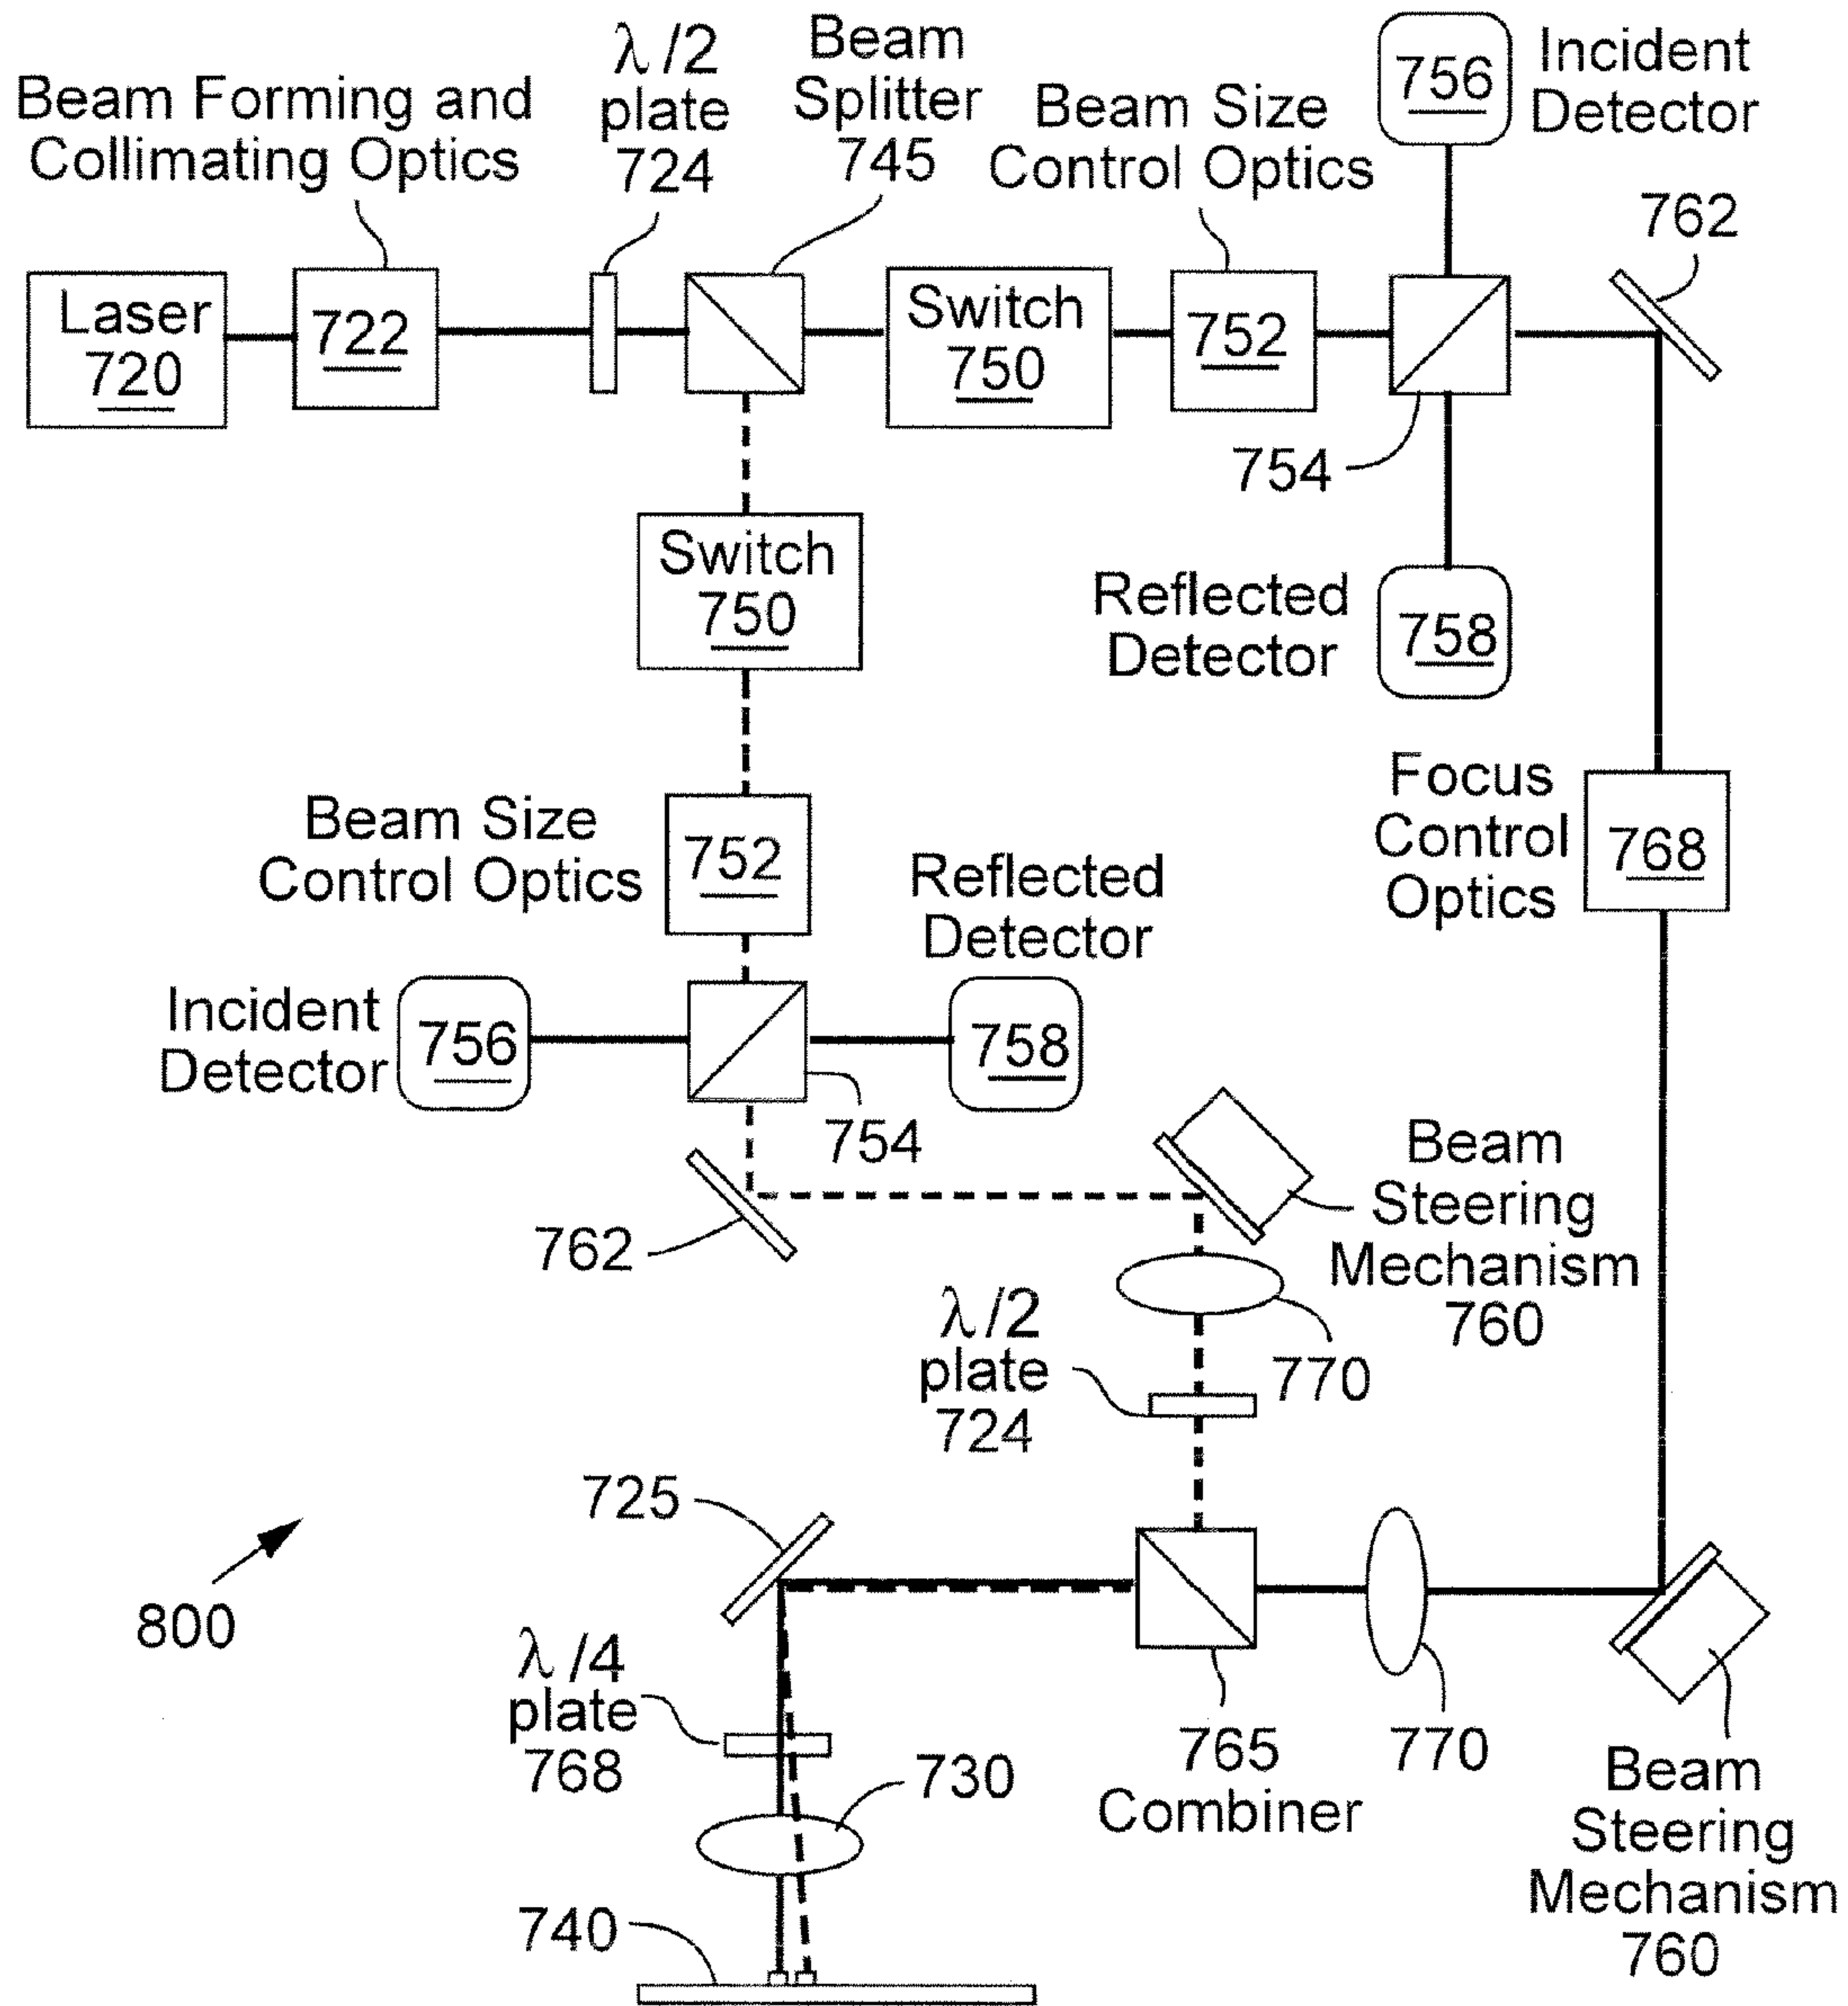 λ/2
plate
724
Beam
Splitter
745
Beam Forming and
Collimating Optics
Beam Size
Control Optics
756
Incident
Detector
762
Laser
720
722
Switch
750
752
754
Switch
750
Reflected
Detector
758
Focus
Control
Optics
768
Beam Size
Control Optics
752
Reflected
Detector
Incident
Detector
756
758
754
762
Beam
Steering
Mechanism
760
λ/2
plate
724
770
725
800
λ/4
plate
768
730
765
Combiner
770
Beam
Steering
Mechanism
760
740